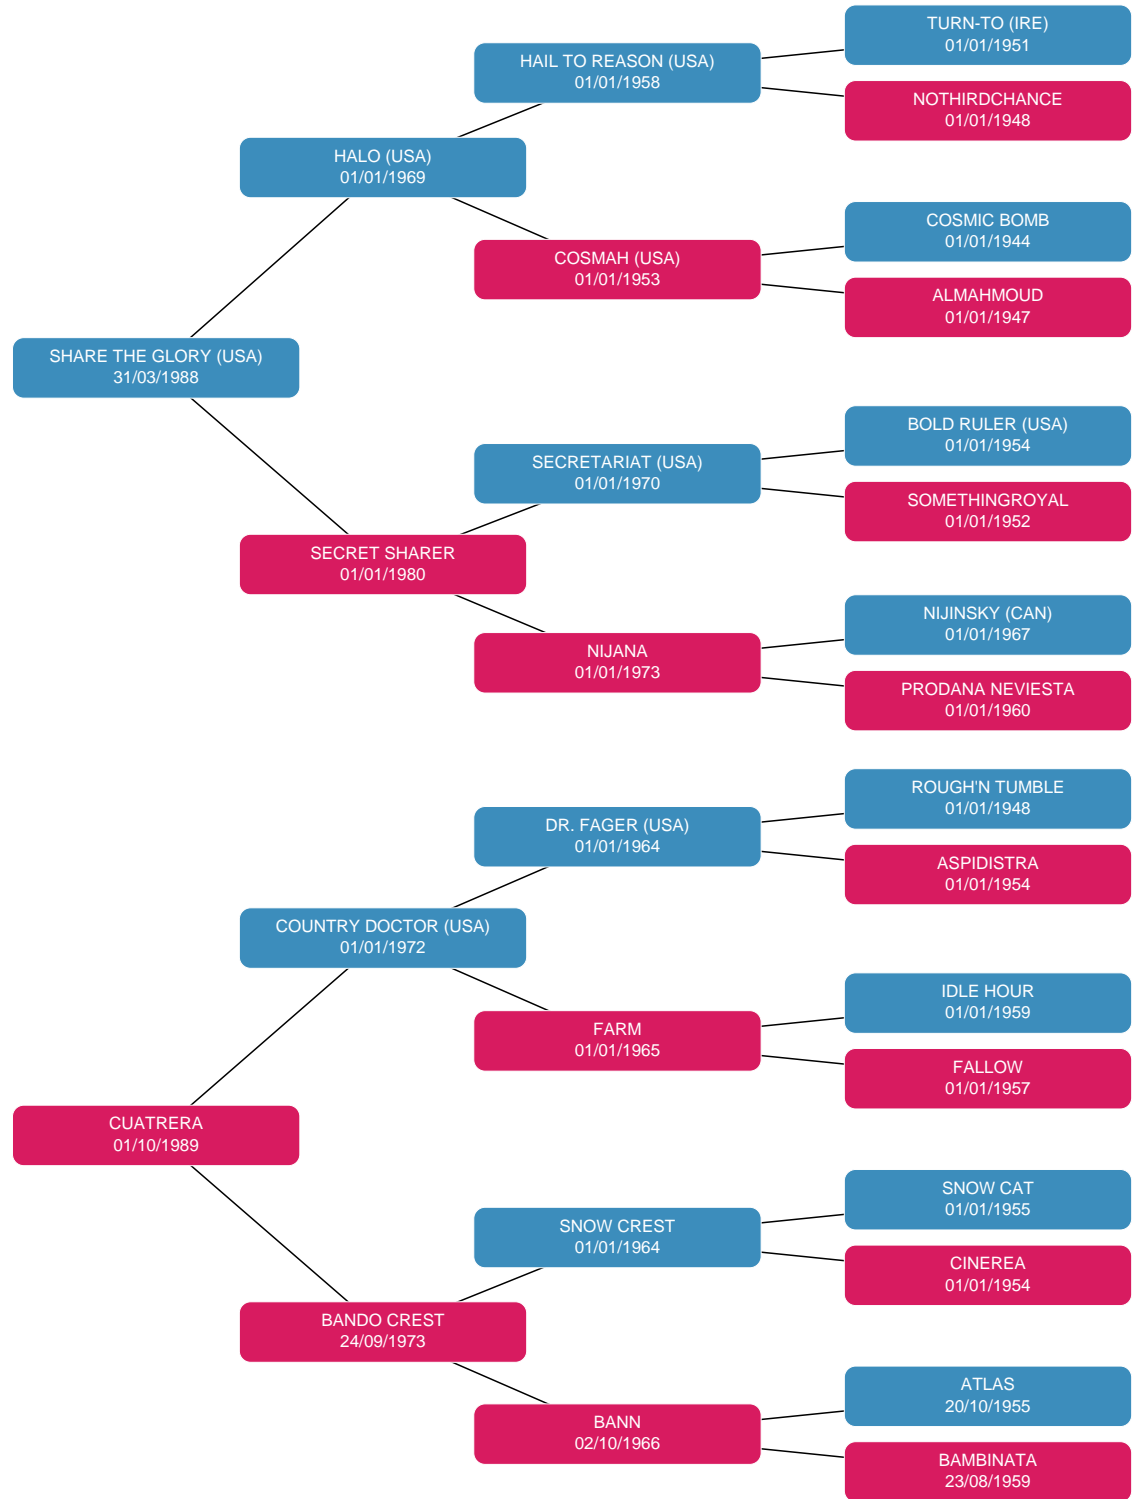 TURN-TO (IRE)
01/01/1951
HAIL TO REASON (USA)
01/01/1958
NOTHIRDCHANCE
01/01/1948
HALO (USA)
01/01/1969
COSMIC BOMB
01/01/1944
COSMAH (USA)
01/01/1953
ALMAHMOUD
01/01/1947
SHARE THE GLORY (USA)
31/03/1988
BOLD RULER (USA)
01/01/1954
SECRETARIAT (USA)
01/01/1970
SOMETHINGROYAL
01/01/1952
SECRET SHARER
01/01/1980
NIJINSKY (CAN)
01/01/1967
NIJANA
01/01/1973
PRODANA NEVIESTA
01/01/1960
ROUGH'N TUMBLE
01/01/1948
DR. FAGER (USA)
01/01/1964
ASPIDISTRA
01/01/1954
COUNTRY DOCTOR (USA)
01/01/1972
IDLE HOUR
01/01/1959
FARM
01/01/1965
FALLOW
01/01/1957
CUATRERA
01/10/1989
SNOW CAT
01/01/1955
SNOW CREST
01/01/1964
CINEREA
01/01/1954
BANDO CREST
24/09/1973
ATLAS
20/10/1955
BANN
02/10/1966
BAMBINATA
23/08/1959